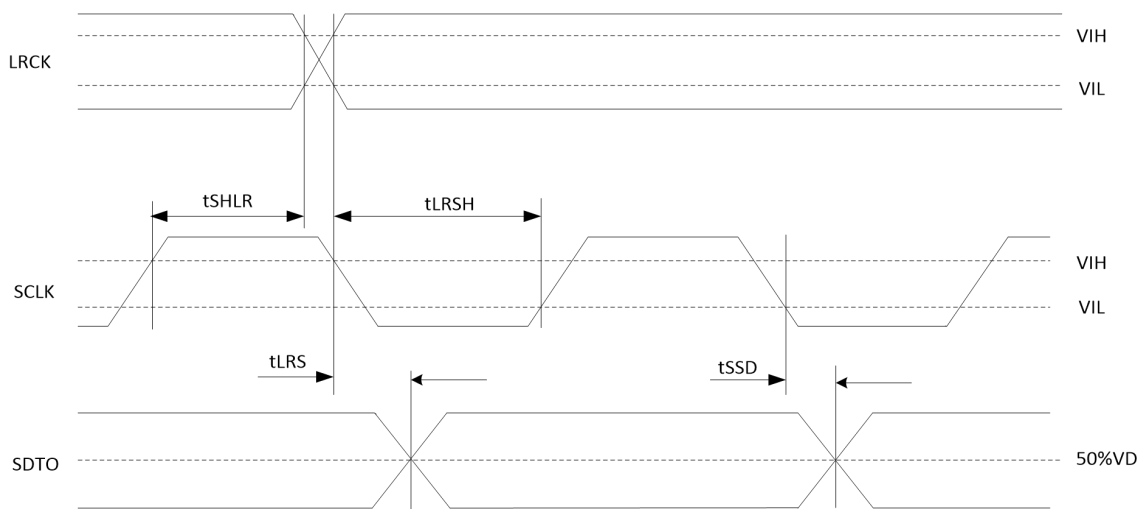 VIH
LRCK
VIL
tSHLR
tLRSH
VIH
SCLK
VIL
tLRS
tSSD
SDTO
50%VD